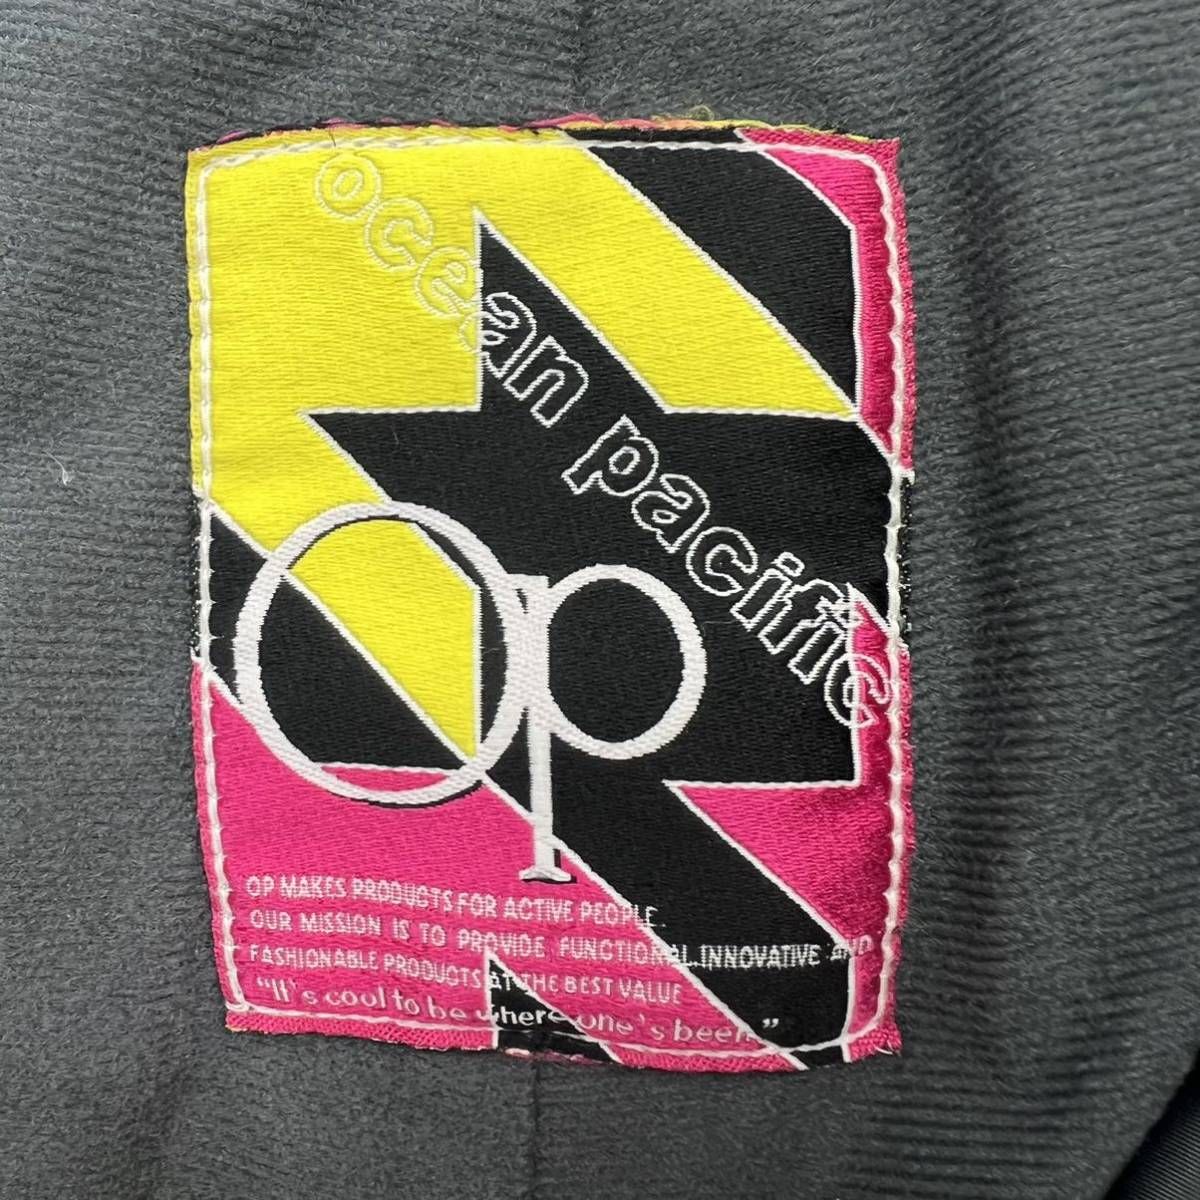 ocean pacific
op
OP MAKES PRODUCTS FOR ACTIVE PEOPLE.
OUR MISSION IS TO PROVIDE FUNCTIONAL.INNOVATIVE AND
FASHIONABLE PRODUCTS AT THE BEST VALUE
"It's cool to be where one's been."